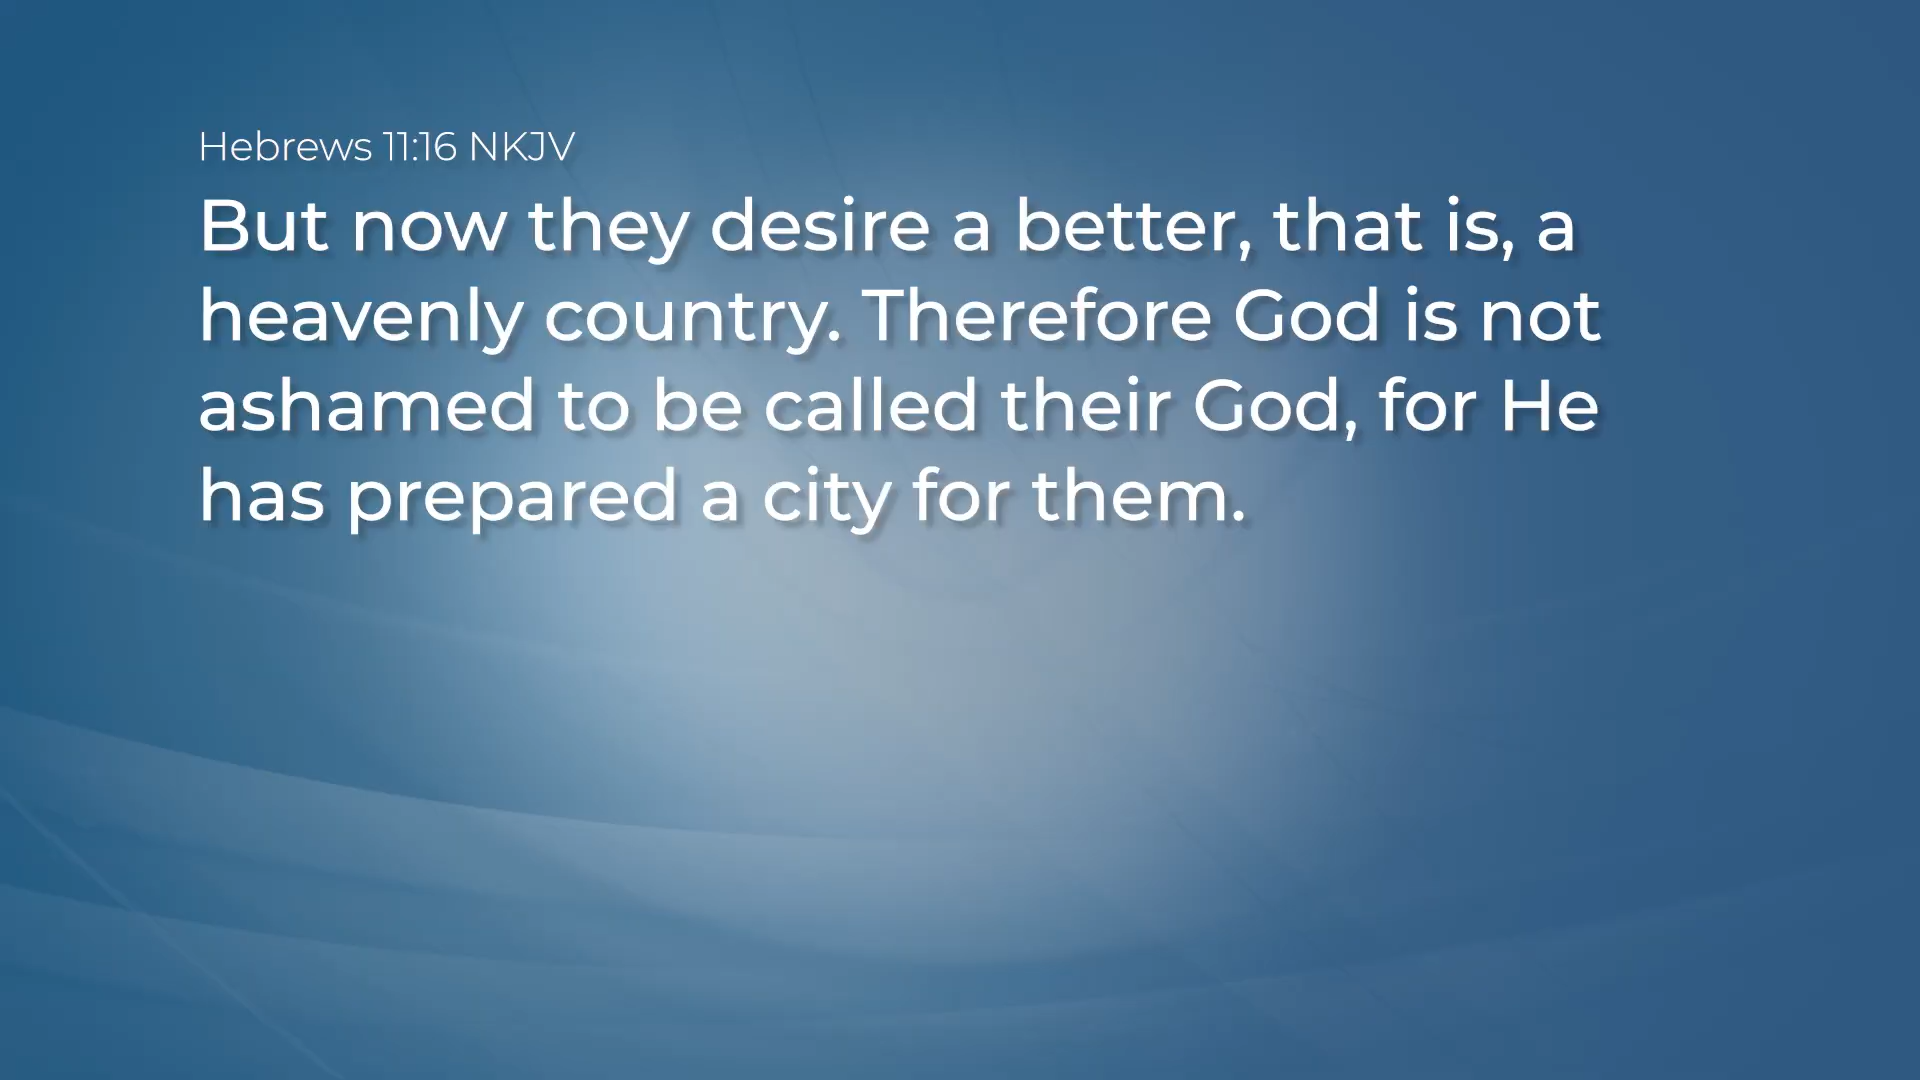 Hebrews 11:16 NKJV
But now they desire a better, that is, a
heavenly country. Therefore God is not
ashamed to be called their God, for He
has prepared a city for them.